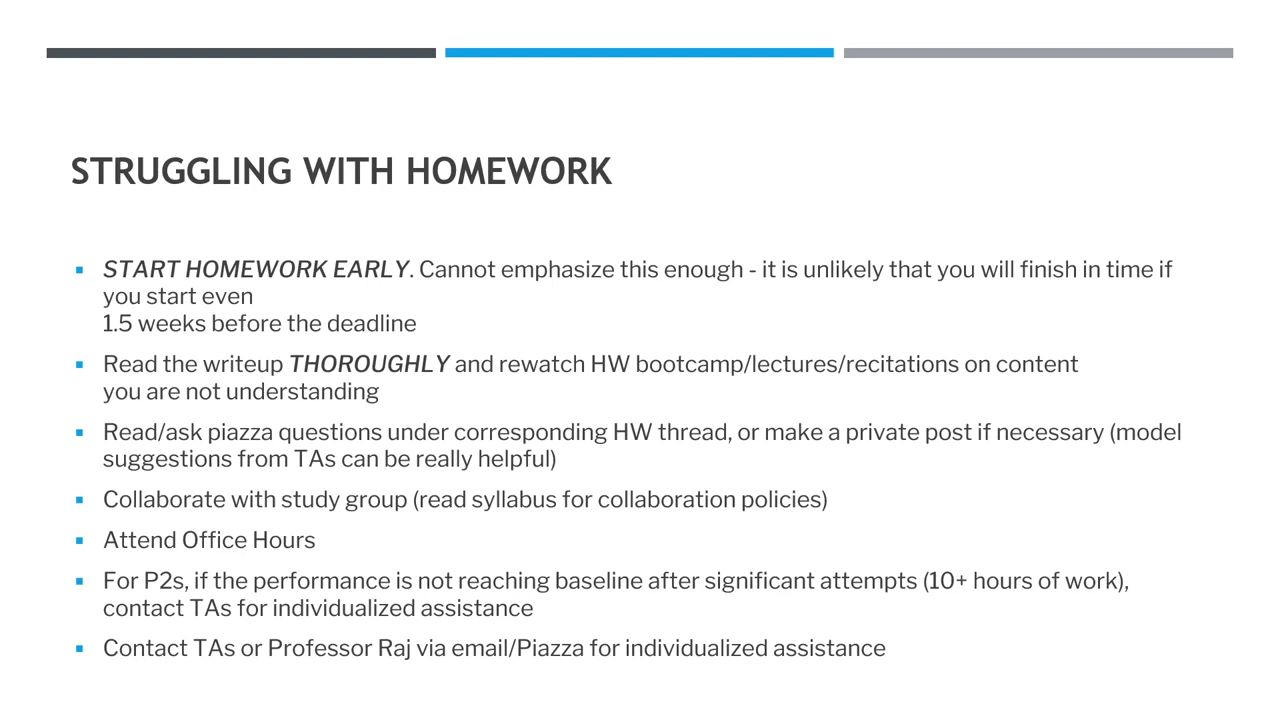 STRUGGLING WITH HOMEWORK
▪ START HOMEWORK EARLY. Cannot emphasize this enough - it is unlikely that you will finish in time if
you start even
1.5 weeks before the deadline
▪ Read the writeup THOROUGHLY and rewatch HW bootcamp/lectures/recitations on content
you are not understanding
▪ Read/ask piazza questions under corresponding HW thread, or make a private post if necessary (model
suggestions from TAs can be really helpful)
▪ Collaborate with study group (read syllabus for collaboration policies)
▪ Attend Office Hours
▪ For P2s, if the performance is not reaching baseline after significant attempts (10+ hours of work),
contact TAs for individualized assistance
▪ Contact TAs or Professor Raj via email/Piazza for individualized assistance